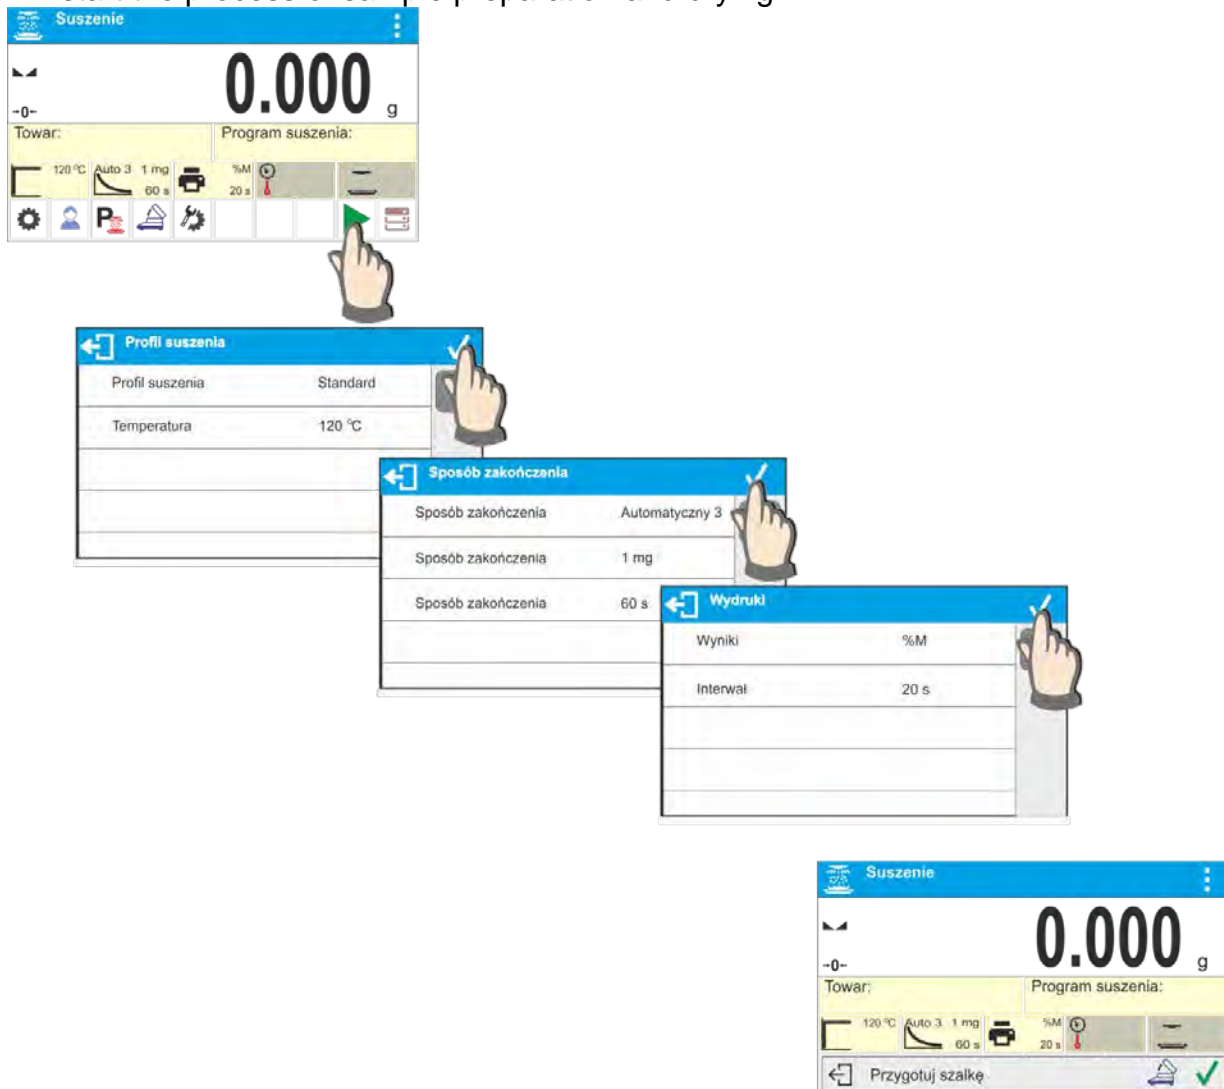 Suszenie
0.000 g
-0-
Towar: Program suszenia:
120 °C Auto 3 1 mg %M
60 s 20 s
P
Profil suszenia
Profil suszenia Standard
Temperatura 120 °C
Sposób zakończenia
Sposób zakończenia Automatyczny 3
Sposób zakończenia 1 mg
Sposób zakończenia 60 s
Wydruki
Wyniki %M
Interwał 20 s
Suszenie
0.000 g
-0-
Towar: Program suszenia:
120 °C Auto 3 1 mg %M
60 s 20 s
Przygotuj szalkę